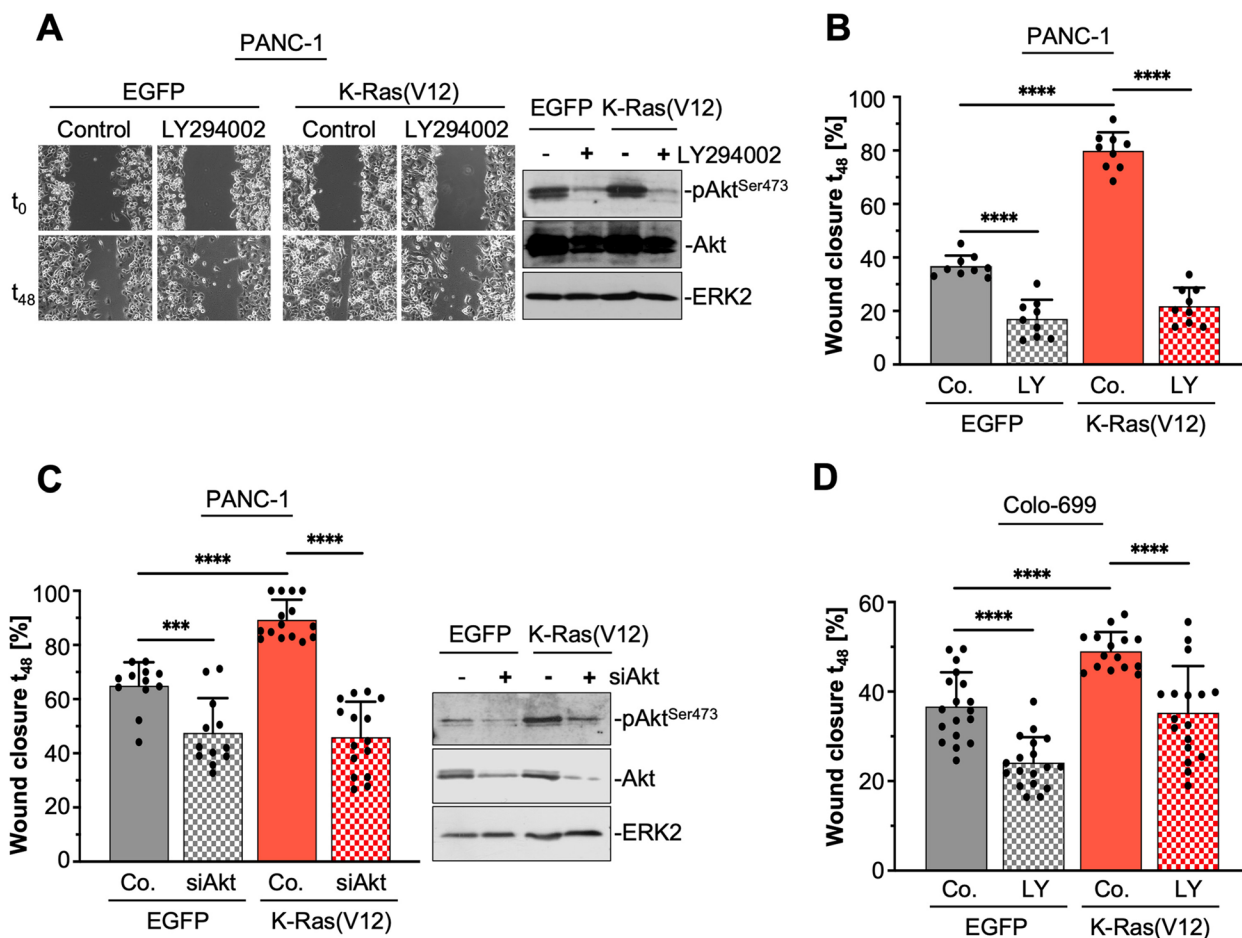 A
PANC-1
EGFP
K-Ras(V12)
Control
LY294002
Control
LY294002
t0
t48
EGFP K-Ras(V12)
- + - + LY294002
-pAktSer473
-Akt
-ERK2
B
PANC-1
****
****
****
Wound closure t48 [%]
100
80
60
40
20
0
Co.
LY
Co.
LY
EGFP
K-Ras(V12)
C
PANC-1
****
****
***
Wound closure t48 [%]
100
80
60
40
20
0
Co.
siAkt
Co.
siAkt
EGFP
K-Ras(V12)
EGFP K-Ras(V12)
- + - + siAkt
-pAktSer473
-Akt
-ERK2
D
Colo-699
****
****
****
Wound closure t48 [%]
60
40
20
0
Co.
LY
Co.
LY
EGFP
K-Ras(V12)